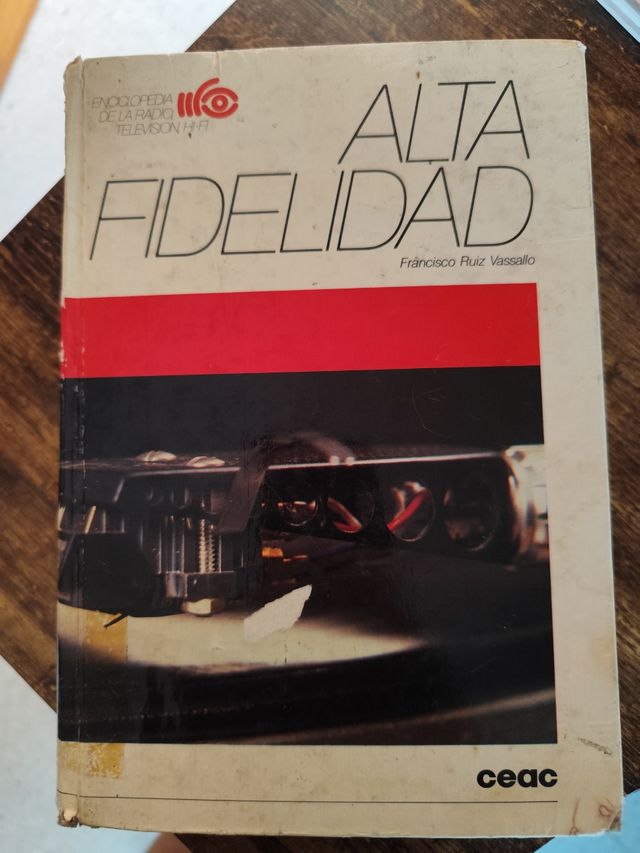 ENCICLOPEDIA
DE LA RADIO,
TELEVISION, HI-FI
ALTA
FIDELIDAD
Francisco Ruiz Vassallo
ceac